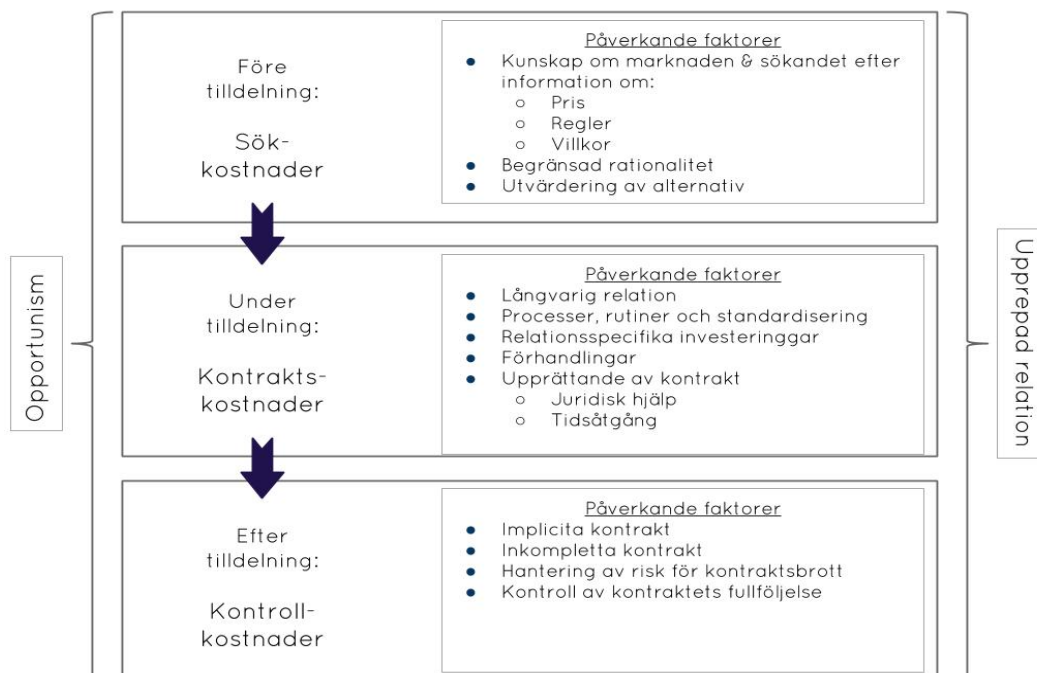 Opportunism
Före
tilldelning:
Sök-
kostnader
Påverkande faktorer
● Kunskap om marknaden & sökandet efter
information om:
○ Pris
○ Regler
○ Villkor
● Begränsad rationalitet
● Utvärdering av alternativ
Under
tilldelning:
Kontrakts-
kostnader
Påverkande faktorer
● Långvarig relation
● Processer, rutiner och standardisering
● Relationsspecifika investeringgar
● Förhandlingar
● Upprättande av kontrakt
○ Juridisk hjälp
○ Tidsåtgång
Efter
tilldelning:
Kontroll-
kostnader
Påverkande faktorer
● Implicita kontrakt
● Inkompletta kontrakt
● Hantering av risk för kontraktsbrott
● Kontroll av kontraktets fullföljelse
Upprepad relation